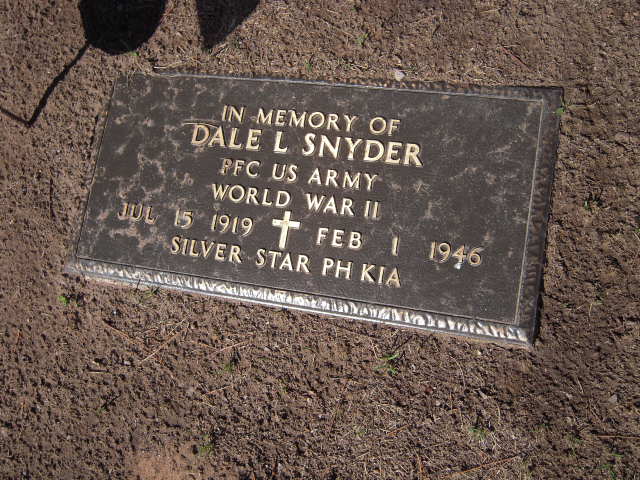 IN MEMORY OF
DALE L SNYDER
PFC US ARMY
WORLD WAR II
JUL 15 1919 FEB 1 1946
SILVER STAR PH KIA